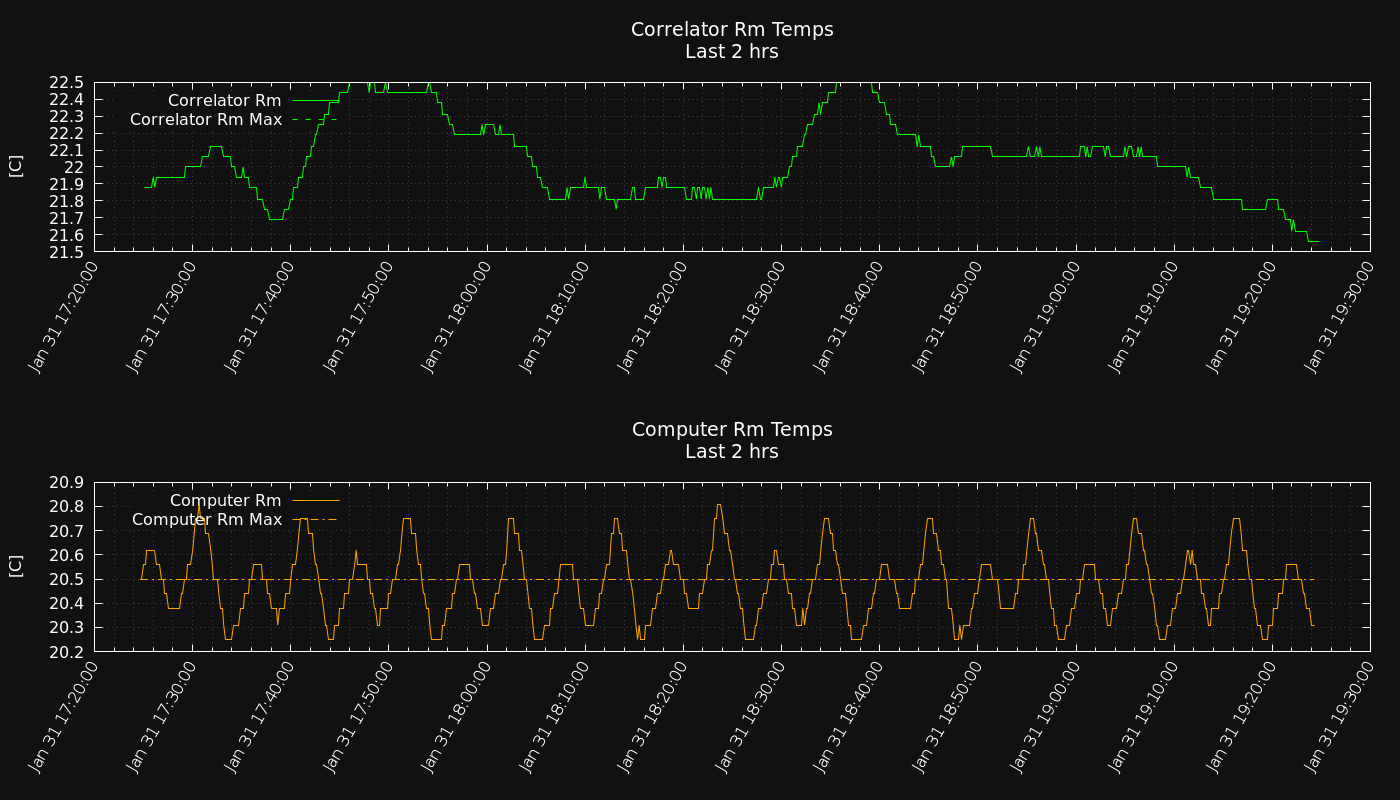 Correlator Rm Temps
Last 2 hrs
22.5
22.4
22.3
22.2
22.1
22
21.9
21.8
21.7
21.6
21.5
[C]
Correlator Rm
Correlator Rm Max
Jan 31 17:20:00
Jan 31 17:30:00
Jan 31 17:40:00
Jan 31 17:50:00
Jan 31 18:00:00
Jan 31 18:10:00
Jan 31 18:20:00
Jan 31 18:30:00
Jan 31 18:40:00
Jan 31 18:50:00
Jan 31 19:00:00
Jan 31 19:10:00
Jan 31 19:20:00
Jan 31 19:30:00
Computer Rm Temps
Last 2 hrs
20.9
20.8
20.7
20.6
20.5
20.4
20.3
20.2
[C]
Computer Rm
Computer Rm Max
Jan 31 17:20:00
Jan 31 17:30:00
Jan 31 17:40:00
Jan 31 17:50:00
Jan 31 18:00:00
Jan 31 18:10:00
Jan 31 18:20:00
Jan 31 18:30:00
Jan 31 18:40:00
Jan 31 18:50:00
Jan 31 19:00:00
Jan 31 19:10:00
Jan 31 19:20:00
Jan 31 19:30:00